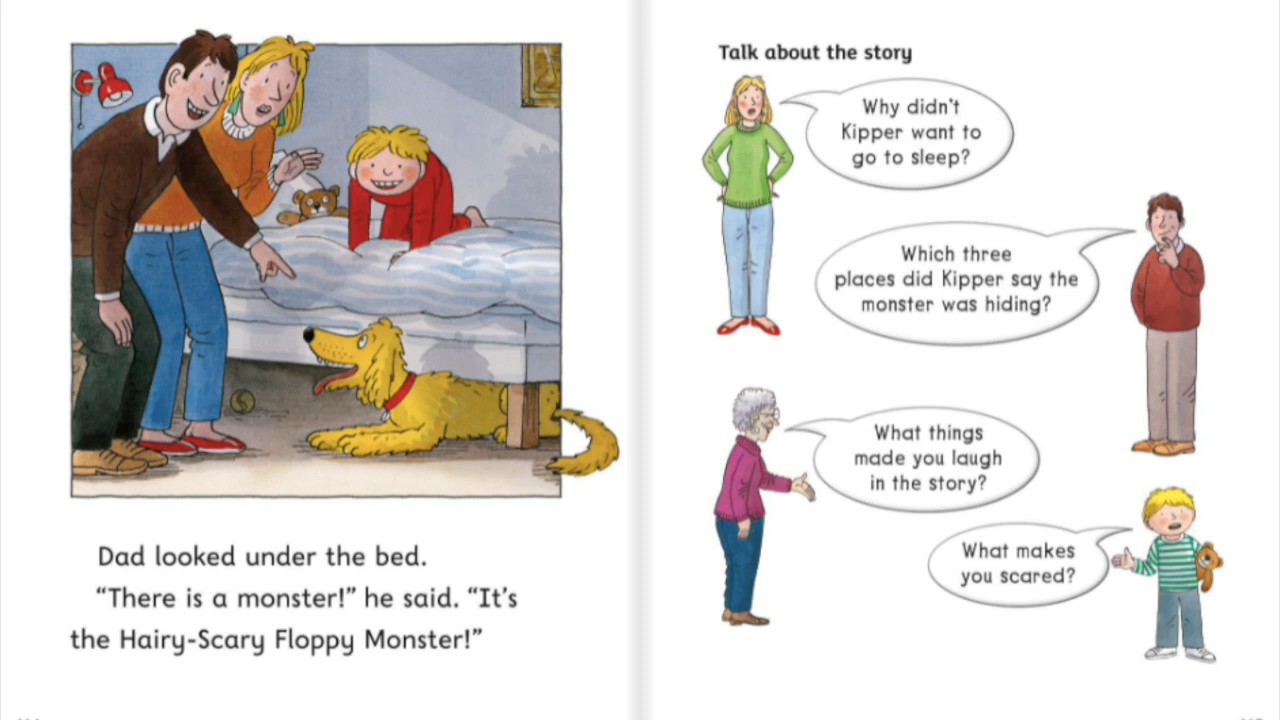 Dad looked under the bed.
“There is a monster!” he said. “It’s
the Hairy-Scary Floppy Monster!”
Talk about the story
Why didn’t
Kipper want to
go to sleep?
Which three
places did Kipper say the
monster was hiding?
What things
made you laugh
in the story?
What makes
you scared?